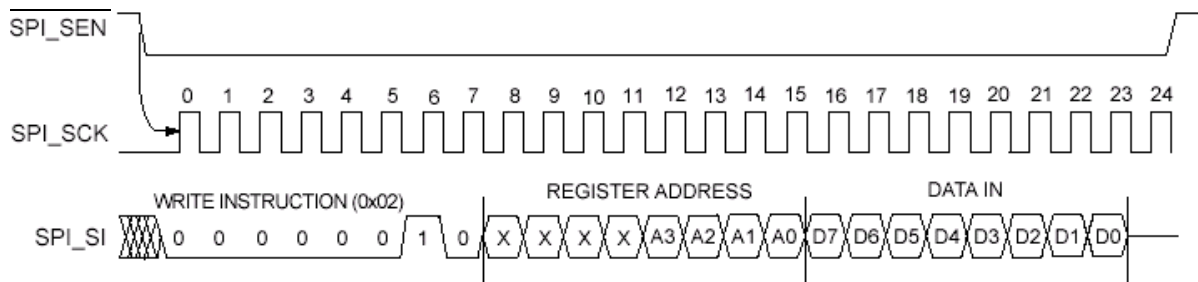 SPI_SEN
0 1 2 3 4 5 6 7 8 9 10 11 12 13 14 15 16 17 18 19 20 21 22 23 24
SPI_SCK
WRITE INSTRUCTION (0x02) REGISTER ADDRESS DATA IN
SPI_SI 0 0 0 0 0 0 1 0 X X X X A3 A2 A1 A0 D7 D6 D5 D4 D3 D2 D1 D0